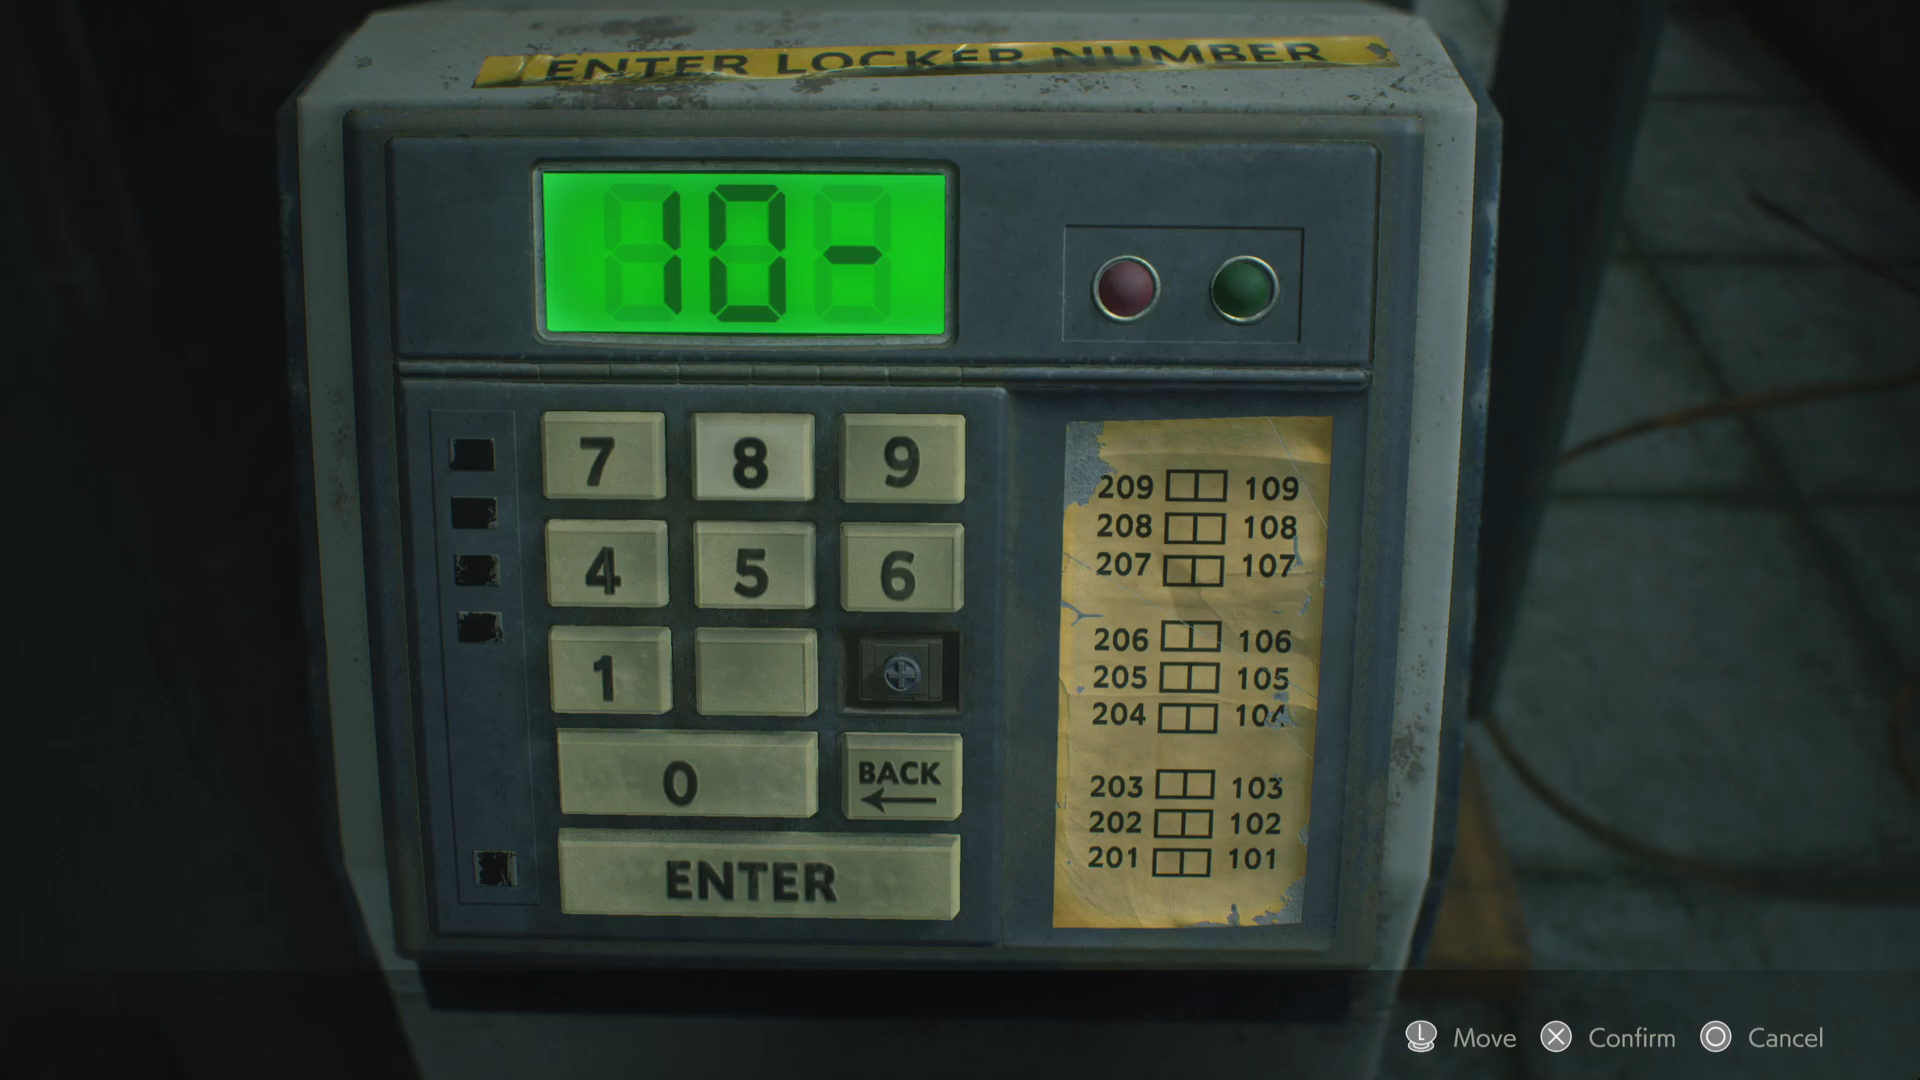 ENTER LOCKER NUMBER
10-
7 8 9
4 5 6
1
0 BACK
ENTER
209 109
208 108
207 107
206 106
205 105
204 104
203 103
202 102
201 101
L Move Confirm Cancel